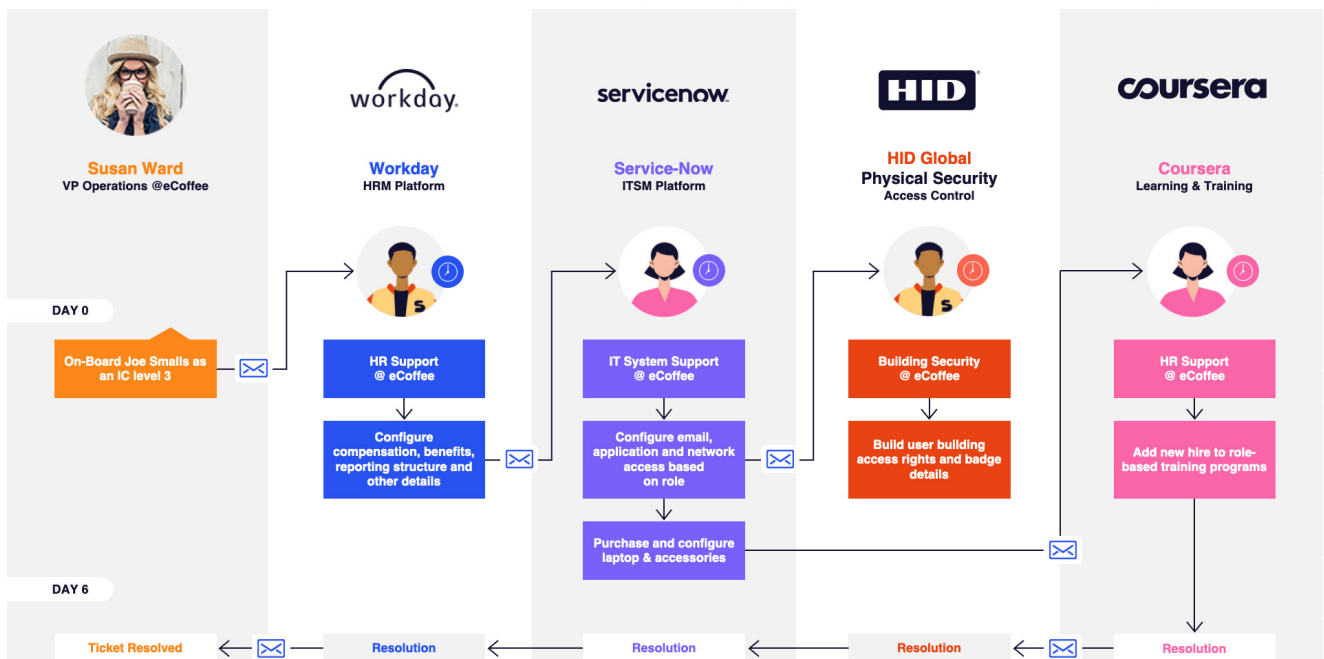 workday.
servicenow.
HID
coursera
Susan Ward
VP Operations @eCoffee
Workday
HRM Platform
Service-Now
ITSM Platform
HID Global
Physical Security
Access Control
Coursera
Learning & Training
S
S
DAY 0
On-Board Joe Smalls as
an IC level 3
HR Support
@ eCoffee
IT System Support
@ eCoffee
Building Security
@ eCoffee
HR Support
@ eCoffee
Configure
compensation, benefits,
reporting structure and
other details
Configure email,
application and network
access based
on role
Build user building
access rights and badge
details
Add new hire to role-
based training programs
Purchase and configure
laptop & accessories
DAY 6
Ticket Resolved
Resolution
Resolution
Resolution
Resolution